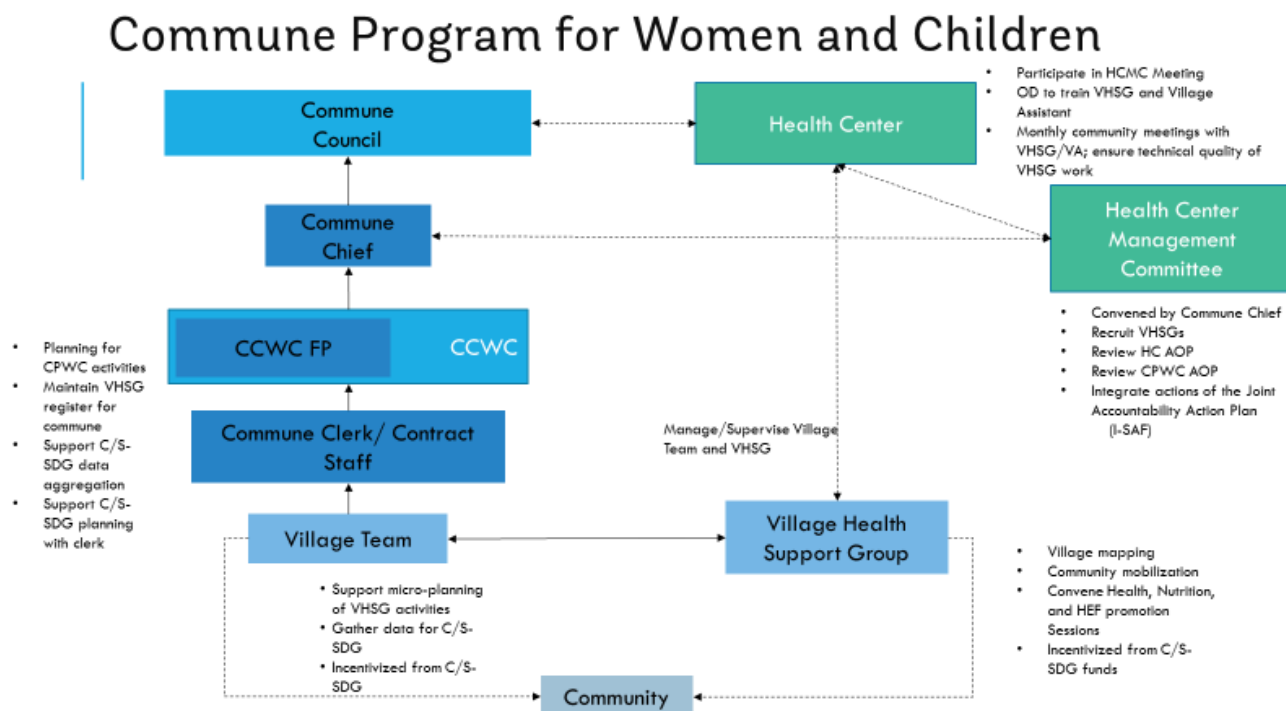 Commune Program for Women and Children
Commune
Council
Health Center
• Participate in HCMC Meeting
• OD to train VHSG and Village
Assistant
• Monthly community meetings with
VHSG/VA; ensure technical quality of
VHSG work
Commune
Chief
Health Center
Management
Committee
• Convened by Commune Chief
• Recruit VHSGs
• Review HC AOP
• Review CPWC AOP
• Integrate actions of the Joint
Accountability Action Plan
(I-SAF)
CCWC FP
CCWC
• Planning for
CPWC activities
• Maintain VHSG
register for
commune
• Support C/S-
SDG data
aggregation
• Support C/S-
SDG planning
with clerk
Commune Clerk/ Contract
Staff
Manage/Supervise Village
Team and VHSG
Village Team
Village Health
Support Group
• Support micro-planning
of VHSG activities
• Gather data for C/S-
SDG
• Incentivized from C/S-
SDG
• Village mapping
• Community mobilization
• Convene Health, Nutrition,
and HEF promotion
Sessions
• Incentivized from C/S-
SDG funds
Community